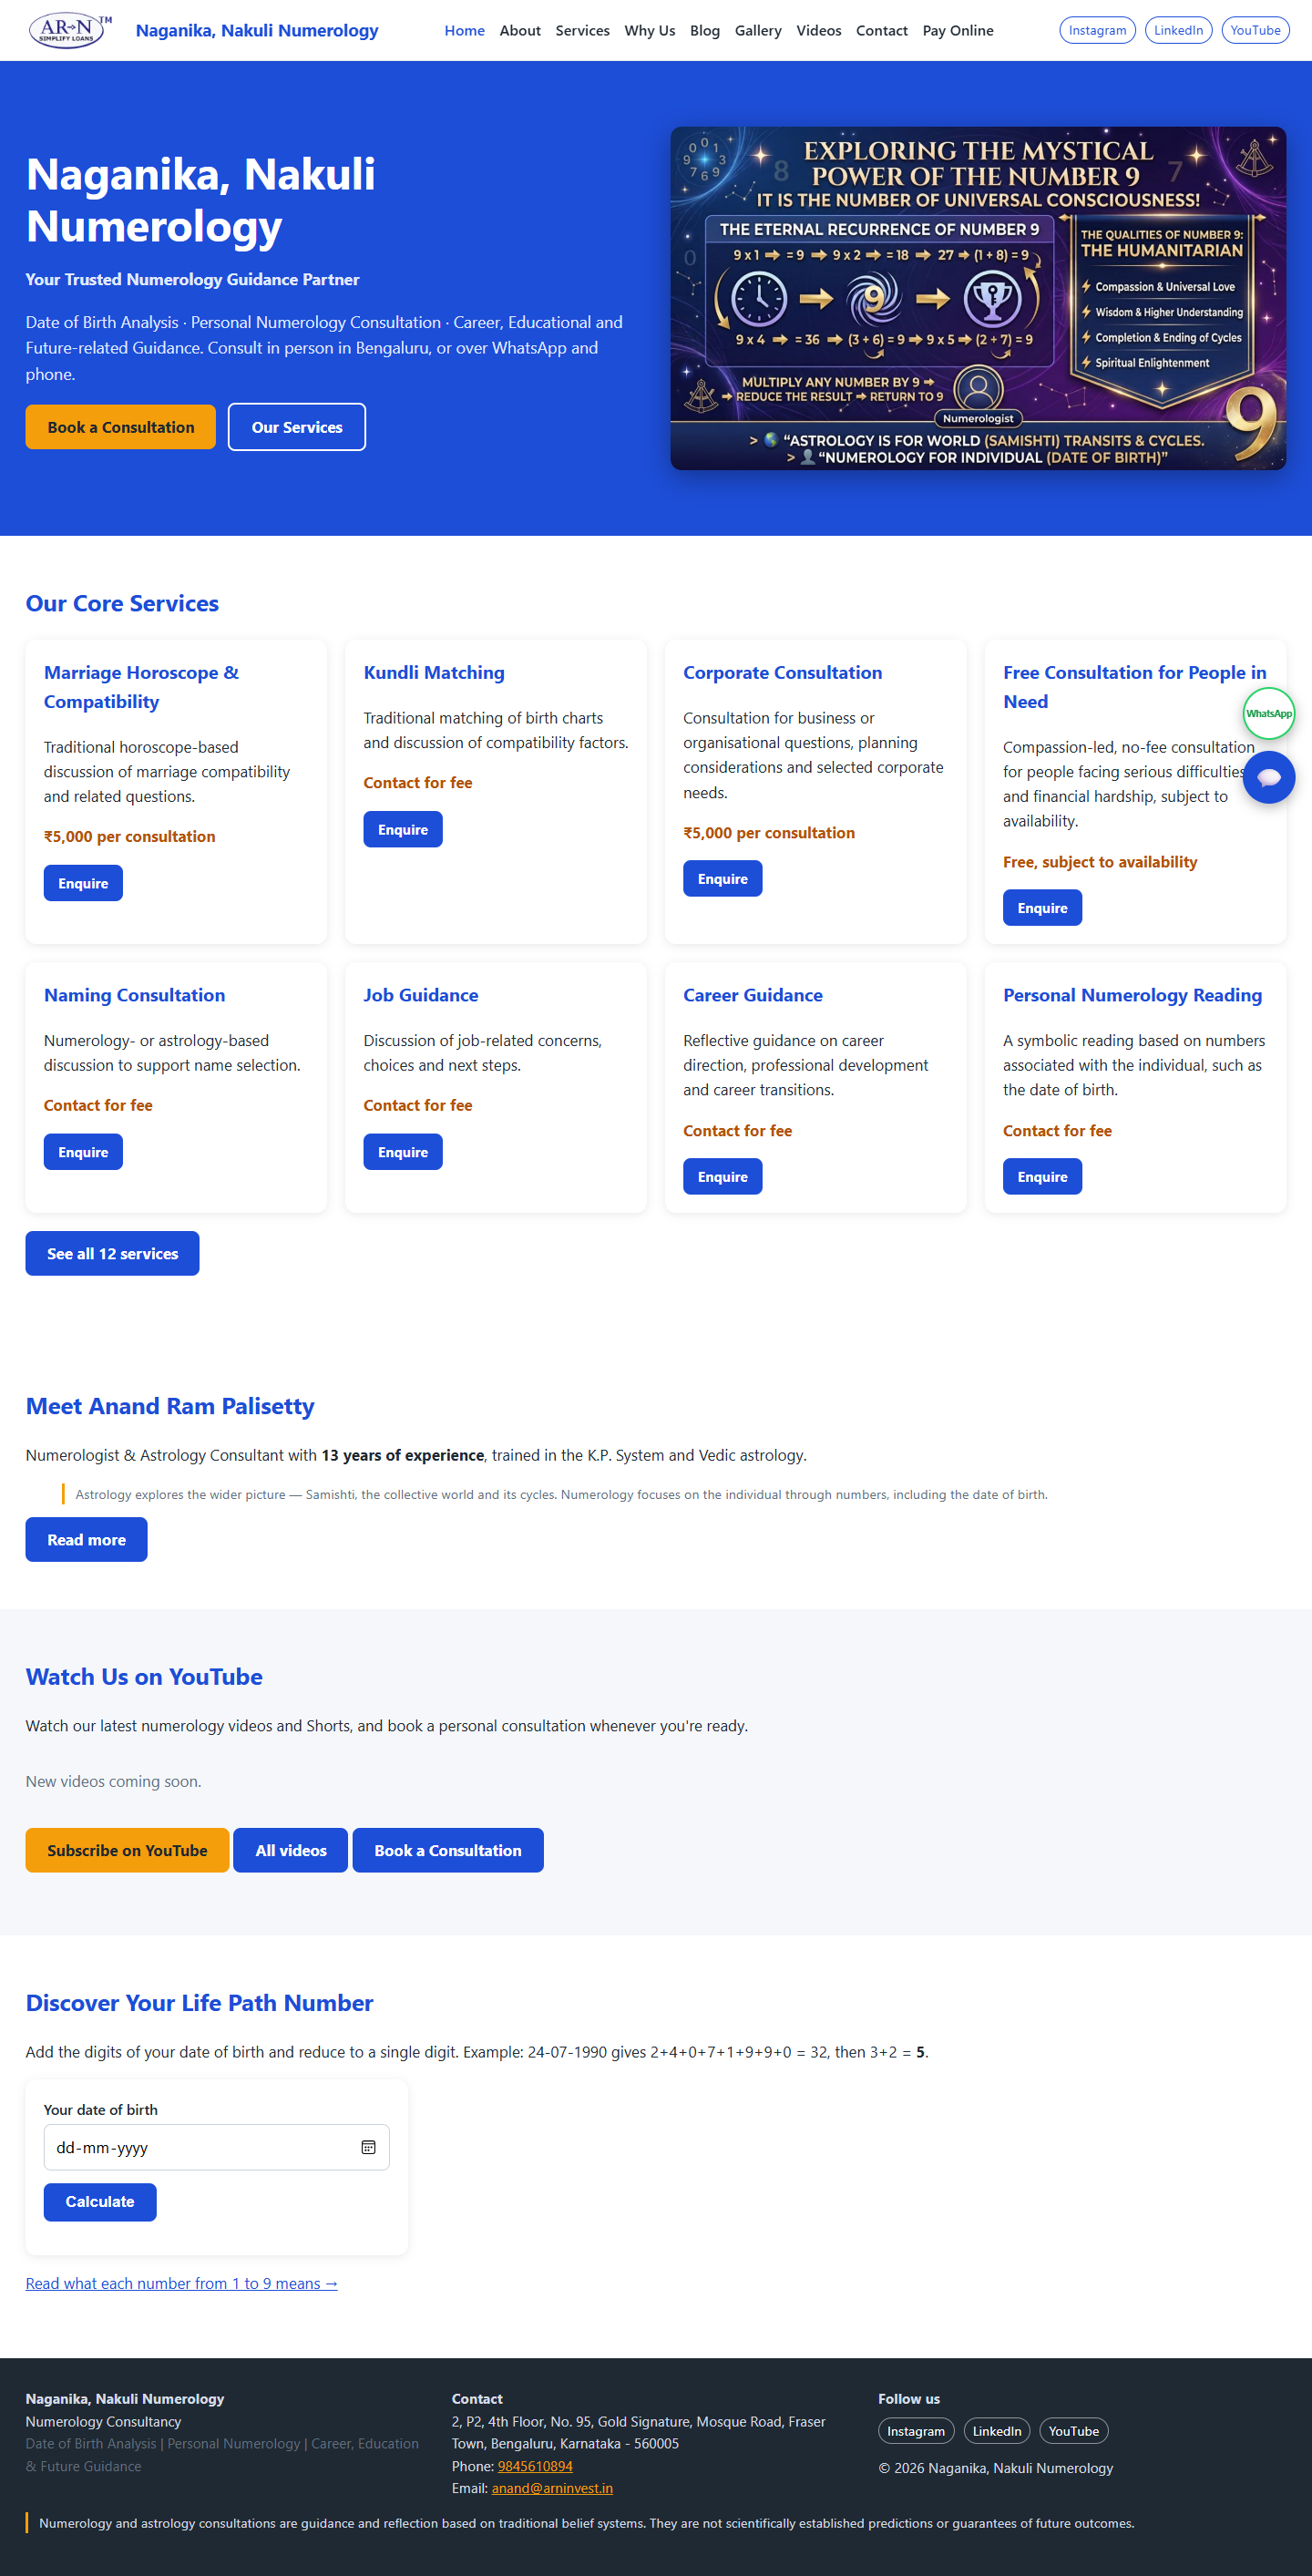 AR•N TM
SIMPLIFY LOANS
Naganika, Nakuli Numerology
Home About Services Why Us Blog Gallery Videos Contact Pay Online
Instagram LinkedIn YouTube
Naganika, Nakuli
Numerology
Your Trusted Numerology Guidance Partner
Date of Birth Analysis · Personal Numerology Consultation · Career, Educational and
Future-related Guidance. Consult in person in Bengaluru, or over WhatsApp and
phone.
Book a Consultation Our Services
0 0 1 3 9 7 6 9
8
7
0
EXPLORING THE MYSTICAL
POWER OF THE NUMBER 9
IT IS THE NUMBER OF UNIVERSAL CONSCIOUSNESS!
THE ETERNAL RECURRENCE OF NUMBER 9
9 x 1 ➡ = 9 ➡ 9 x 2 ➡ = 18 ➡ 27 ➡ (1 + 8) = 9
9
9 x 4 ➡ = 36 ➡ (3 + 6) = 9 ➡ 9 x 5 ➡ (2 + 7) = 9
MULTIPLY ANY NUMBER BY 9 ➡
➡ REDUCE THE RESULT ➡ RETURN TO 9
THE QUALITIES OF NUMBER 9:
THE HUMANITARIAN
Compassion & Universal Love
Wisdom & Higher Understanding
Completion & Ending of Cycles
Spiritual Enlightenment
9
Numerologist
> 🌎 “ASTROLOGY IS FOR WORLD (SAMISHTI) TRANSITS & CYCLES.
> 👤 “NUMEROLOGY FOR INDIVIDUAL (DATE OF BIRTH)”
Our Core Services
Marriage Horoscope &
Compatibility
Traditional horoscope-based
discussion of marriage compatibility
and related questions.
₹5,000 per consultation
Enquire
Kundli Matching
Traditional matching of birth charts
and discussion of compatibility factors.
Contact for fee
Enquire
Corporate Consultation
Consultation for business or
organisational questions, planning
considerations and selected corporate
needs.
₹5,000 per consultation
Enquire
Free Consultation for People in
Need
Compassion-led, no-fee consultation
for people facing serious difficulties
and financial hardship, subject to
availability.
Free, subject to availability
Enquire
WhatsApp
Naming Consultation
Numerology- or astrology-based
discussion to support name selection.
Contact for fee
Enquire
Job Guidance
Discussion of job-related concerns,
choices and next steps.
Contact for fee
Enquire
Career Guidance
Reflective guidance on career
direction, professional development
and career transitions.
Contact for fee
Enquire
Personal Numerology Reading
A symbolic reading based on numbers
associated with the individual, such as
the date of birth.
Contact for fee
Enquire
See all 12 services
Meet Anand Ram Palisetty
Numerologist & Astrology Consultant with 13 years of experience, trained in the K.P. System and Vedic astrology.
Astrology explores the wider picture — Samishti, the collective world and its cycles. Numerology focuses on the individual through numbers, including the date of birth.
Read more
Watch Us on YouTube
Watch our latest numerology videos and Shorts, and book a personal consultation whenever you're ready.
New videos coming soon.
Subscribe on YouTube All videos Book a Consultation
Discover Your Life Path Number
Add the digits of your date of birth and reduce to a single digit. Example: 24-07-1990 gives 2+4+0+7+1+9+9+0 = 32, then 3+2 = 5.
Your date of birth
dd-mm-yyyy
Calculate
Read what each number from 1 to 9 means →
Naganika, Nakuli Numerology
Numerology Consultancy
Date of Birth Analysis | Personal Numerology | Career, Education
& Future Guidance
Contact
2, P2, 4th Floor, No. 95, Gold Signature, Mosque Road, Fraser
Town, Bengaluru, Karnataka - 560005
Phone: 9845610894
Email: anand@arninvest.in
Follow us
Instagram LinkedIn YouTube
© 2026 Naganika, Nakuli Numerology
Numerology and astrology consultations are guidance and reflection based on traditional belief systems. They are not scientifically established predictions or guarantees of future outcomes.